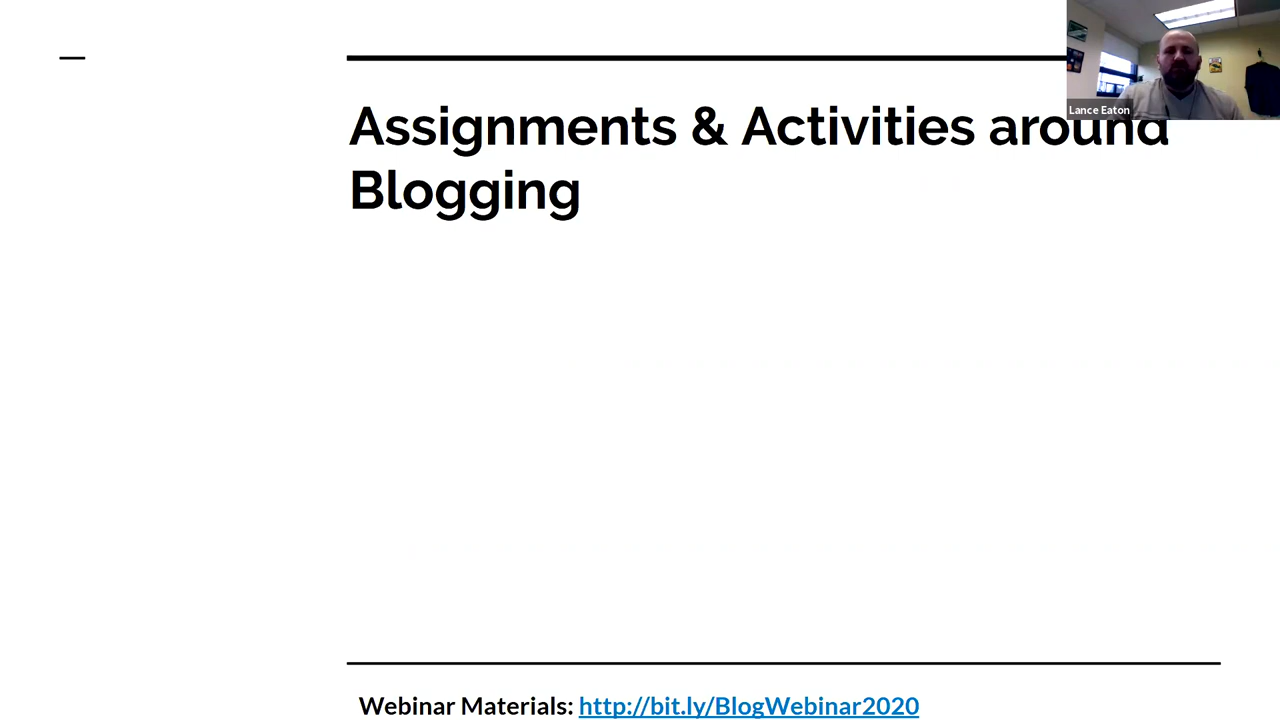 Lance Eaton
Assignments & Activities around
Blogging
Webinar Materials: http://bit.ly/BlogWebinar2020